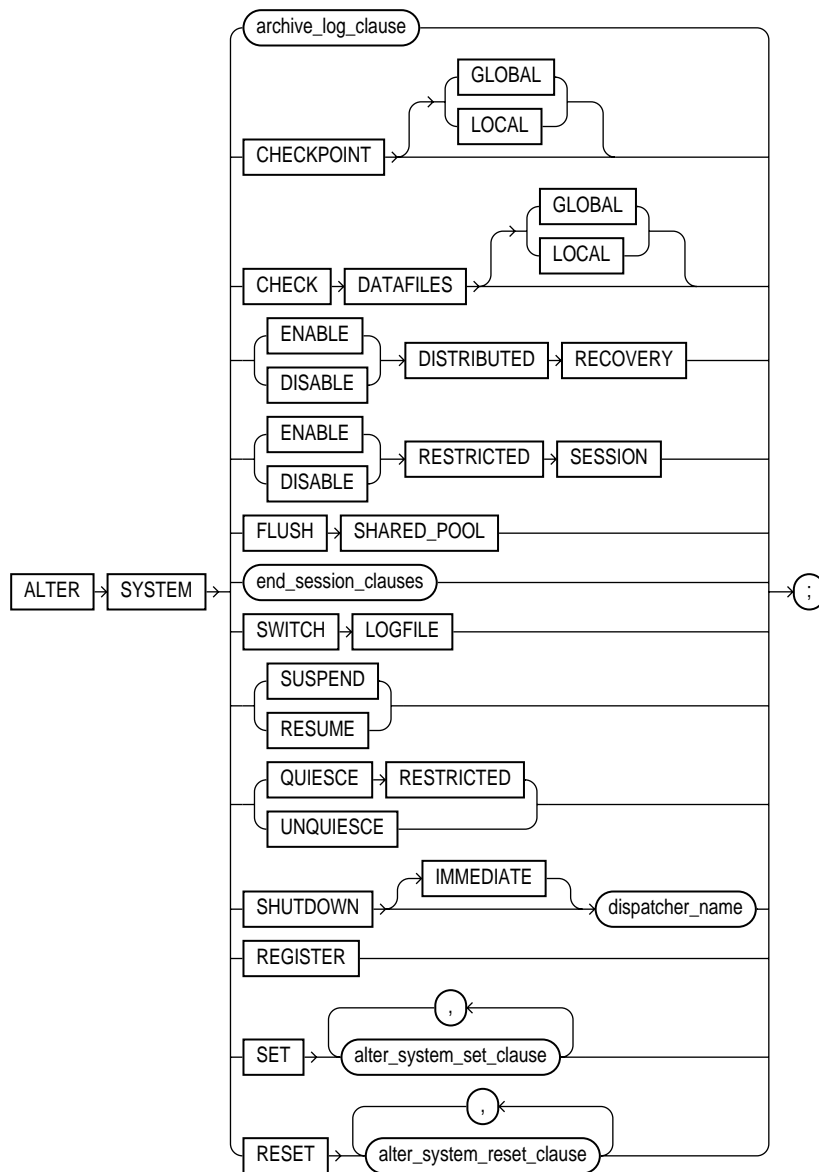 archive_log_clause
GLOBAL
LOCAL
CHECKPOINT
GLOBAL
LOCAL
CHECK DATAFILES
ENABLE
DISTRIBUTED RECOVERY
DISABLE
ENABLE
RESTRICTED SESSION
DISABLE
FLUSH SHARED_POOL
ALTER SYSTEM end_session_clauses ;
SWITCH LOGFILE
SUSPEND
RESUME
QUIESCE RESTRICTED
UNQUIESCE
IMMEDIATE
SHUTDOWN dispatcher_name
REGISTER
,
SET alter_system_set_clause
,
RESET alter_system_reset_clause